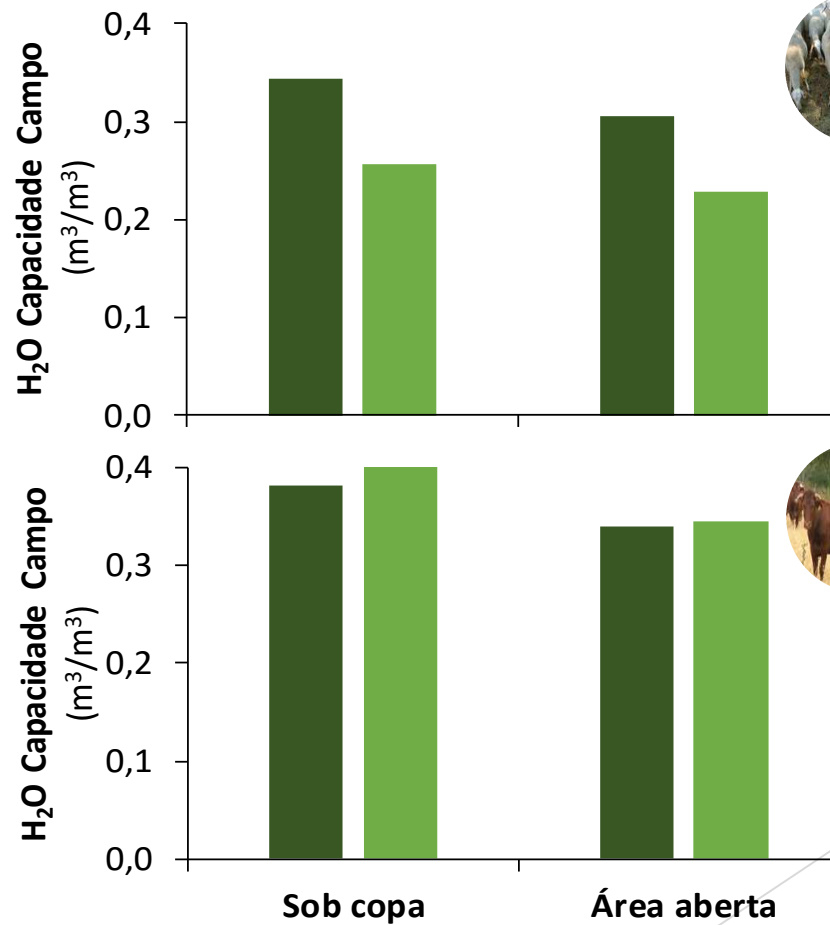 H₂O Capacidade Campo
(m³/m³)
0,4
0,3
0,2
0,1
0,0
H₂O Capacidade Campo
(m³/m³)
0,4
0,3
0,2
0,1
0,0
Sob copa
Área aberta